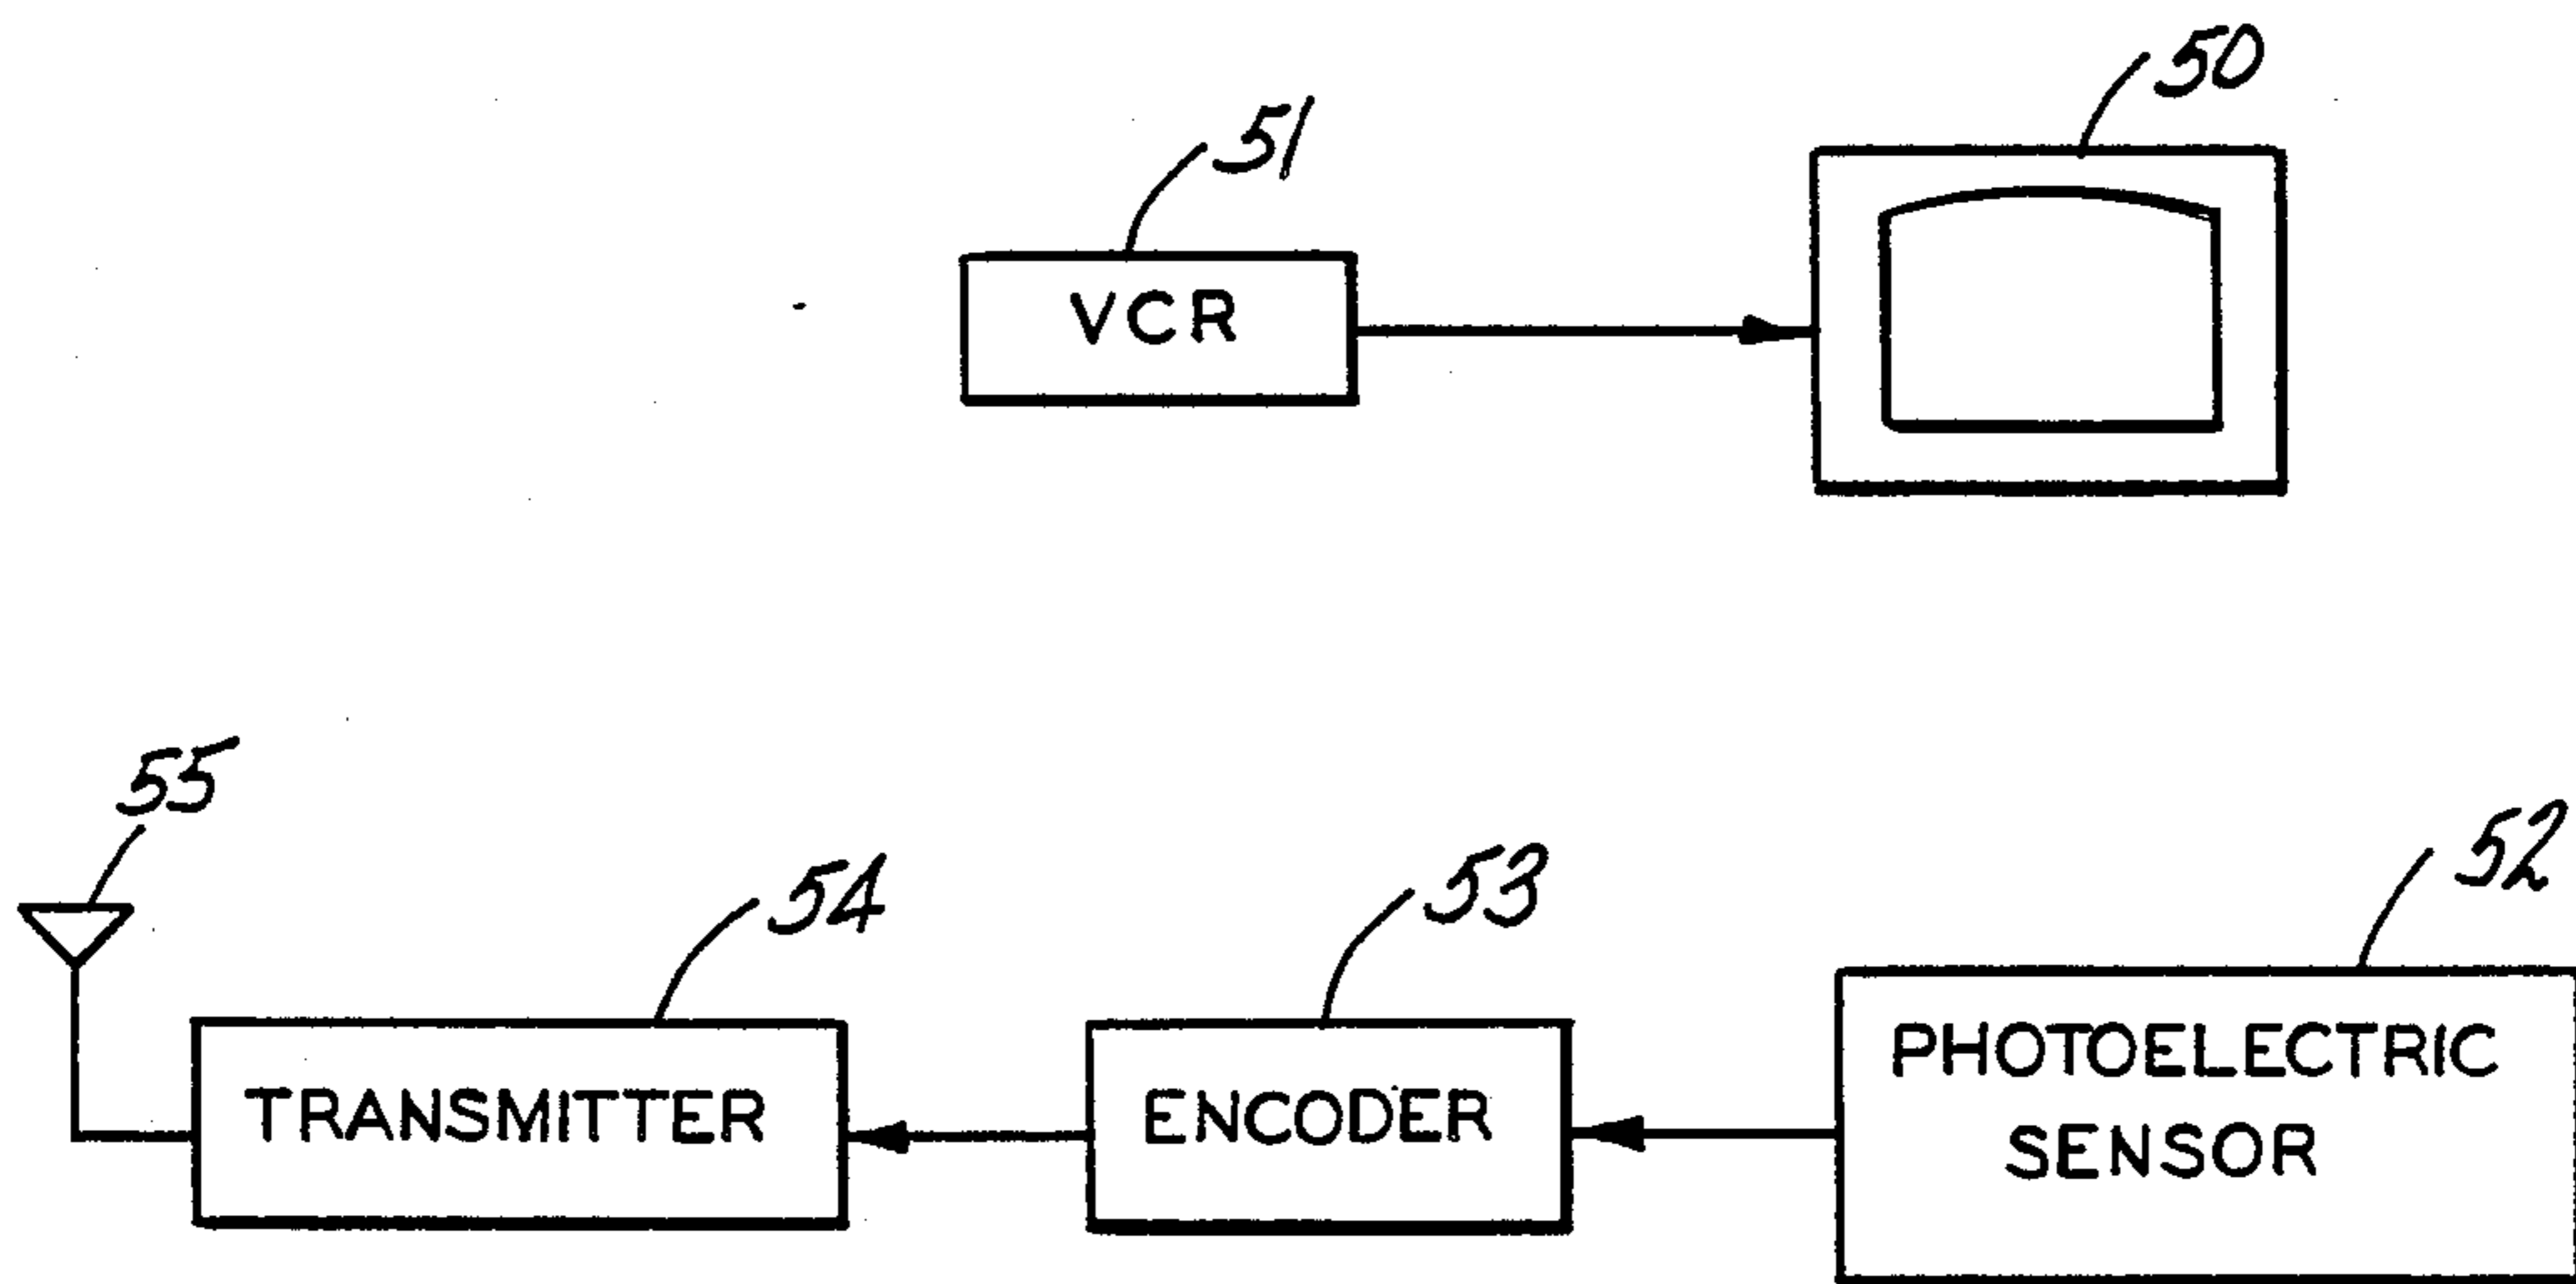 50
51
VCR
55
54
53
52
TRANSMITTER
ENCODER
PHOTOELECTRIC
SENSOR